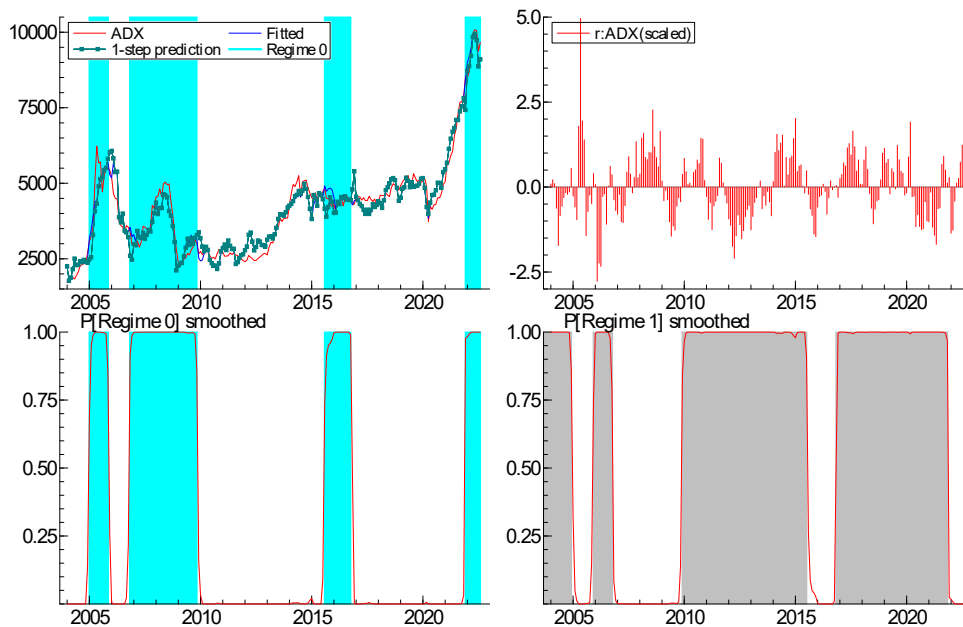 ADX Fitted
1-step prediction Regime 0
10000
7500
5000
2500
2005 2010 2015 2020
r:ADX(scaled)
5.0
2.5
0.0
-2.5
2005 2010 2015 2020
P[Regime 0] smoothed
1.00
0.75
0.50
0.25
2005 2010 2015 2020
P[Regime 1] smoothed
1.00
0.75
0.50
0.25
2005 2010 2015 2020